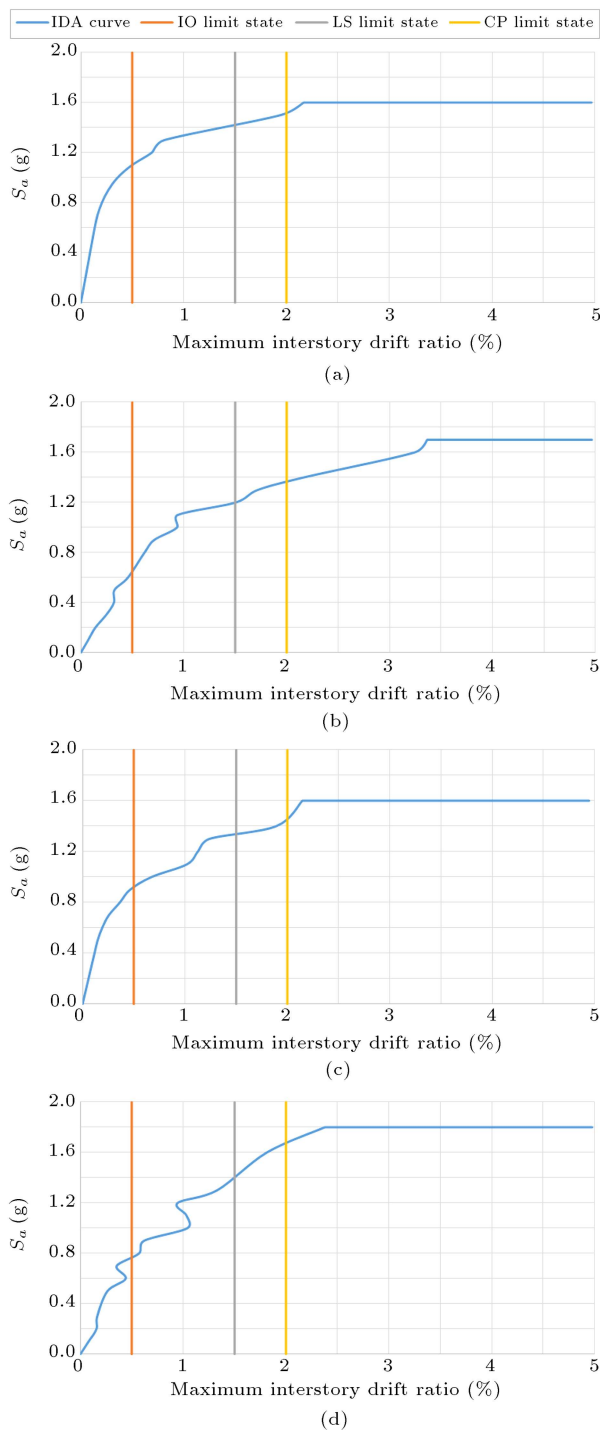 IDA curve IO limit state LS limit state CP limit state
2.0
1.6
1.2
0.8
0.4
0.0
Sa (g)
0 1 2 3 4 5
Maximum interstory drift ratio (%)
(a)
2.0
1.6
1.2
0.8
0.4
0.0
Sa (g)
0 1 2 3 4 5
Maximum interstory drift ratio (%)
(b)
2.0
1.6
1.2
0.8
0.4
0.0
Sa (g)
0 1 2 3 4 5
Maximum interstory drift ratio (%)
(c)
2.0
1.6
1.2
0.8
0.4
0.0
Sa (g)
0 1 2 3 4 5
Maximum interstory drift ratio (%)
(d)